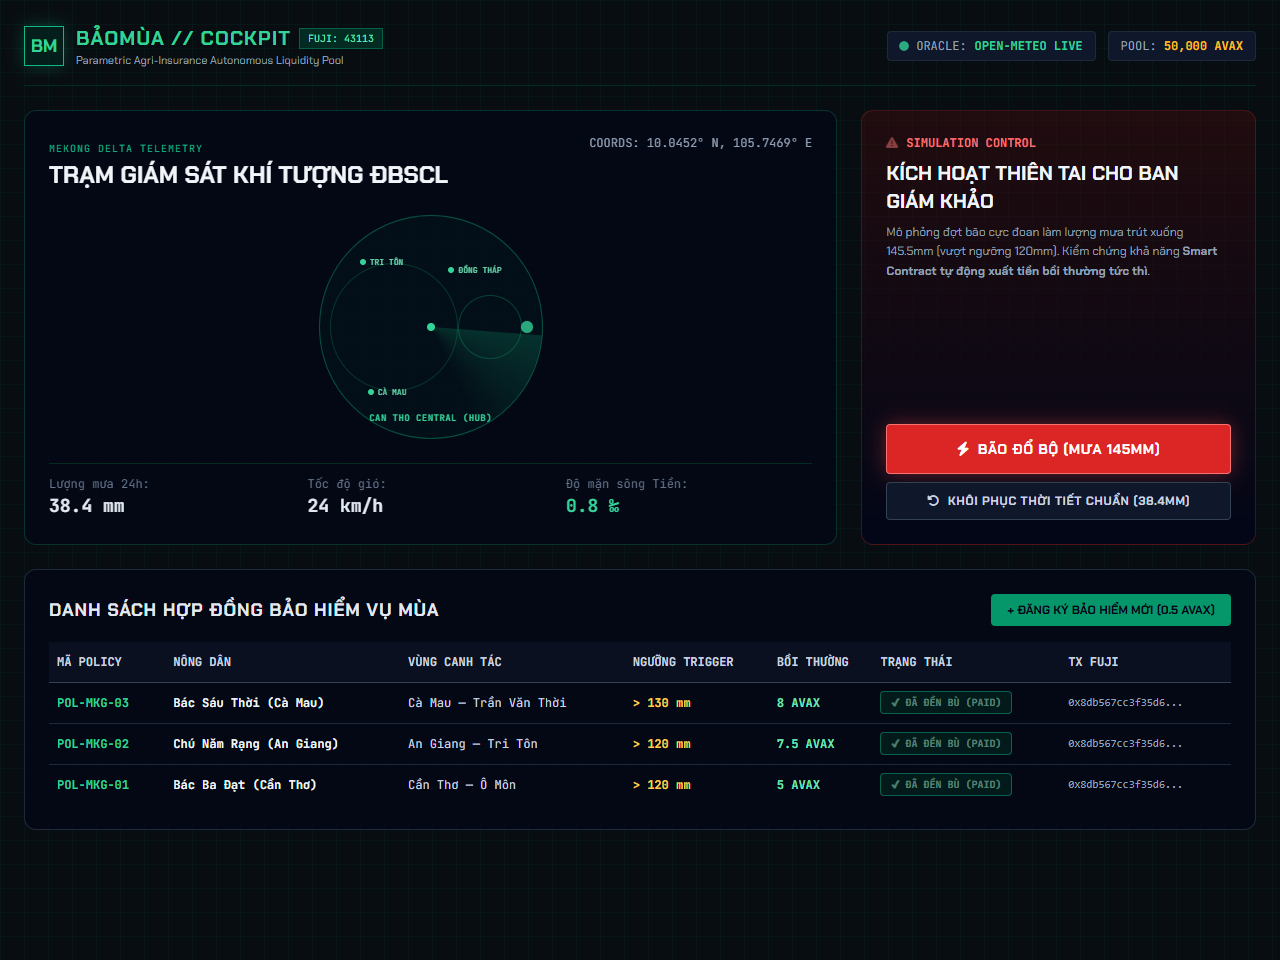 BM
BẢOMÙA // COCKPIT
FUJI: 43113
Parametric Agri-Insurance Autonomous Liquidity Pool
ORACLE: OPEN-METEO LIVE
POOL: 50,000 AVAX
MEKONG DELTA TELEMETRY
TRẠM GIÁM SÁT KHÍ TƯỢNG ĐBSCL
COORDS: 10.0452° N, 105.7469° E
TRI TÔN
ĐỒNG THÁP
CÀ MAU
CAN THO CENTRAL (HUB)
Lượng mưa 24h:
38.4 mm
Tốc độ gió:
24 km/h
Độ mặn sông Tiền:
0.8 ‰
SIMULATION CONTROL
KÍCH HOẠT THIÊN TAI CHO BAN
GIÁM KHẢO
Mô phỏng đợt bão cực đoan làm lượng mưa trút xuống
145.5mm (vượt ngưỡng 120mm). Kiểm chứng khả năng Smart
Contract tự động xuất tiền bồi thường tức thì.
BÃO ĐỔ BỘ (MƯA 145MM)
KHÔI PHỤC THỜI TIẾT CHUẨN (38.4MM)
DANH SÁCH HỢP ĐỒNG BẢO HIỂM VỤ MÙA
+ ĐĂNG KÝ BẢO HIỂM MỚI (0.5 AVAX)
MÃ POLICY NÔNG DÂN VÙNG CANH TÁC NGƯỠNG TRIGGER BỒI THƯỜNG TRẠNG THÁI TX FUJI
POL-MKG-03 Bác Sáu Thời (Cà Mau) Cà Mau — Trần Văn Thời > 130 mm 8 AVAX ✔ ĐÃ ĐỀN BÙ (PAID) 0x8db567cc3f35d6...
POL-MKG-02 Chú Năm Rạng (An Giang) An Giang — Tri Tôn > 120 mm 7.5 AVAX ✔ ĐÃ ĐỀN BÙ (PAID) 0x8db567cc3f35d6...
POL-MKG-01 Bác Ba Đạt (Cần Thơ) Cần Thơ — Ô Môn > 120 mm 5 AVAX ✔ ĐÃ ĐỀN BÙ (PAID) 0x8db567cc3f35d6...